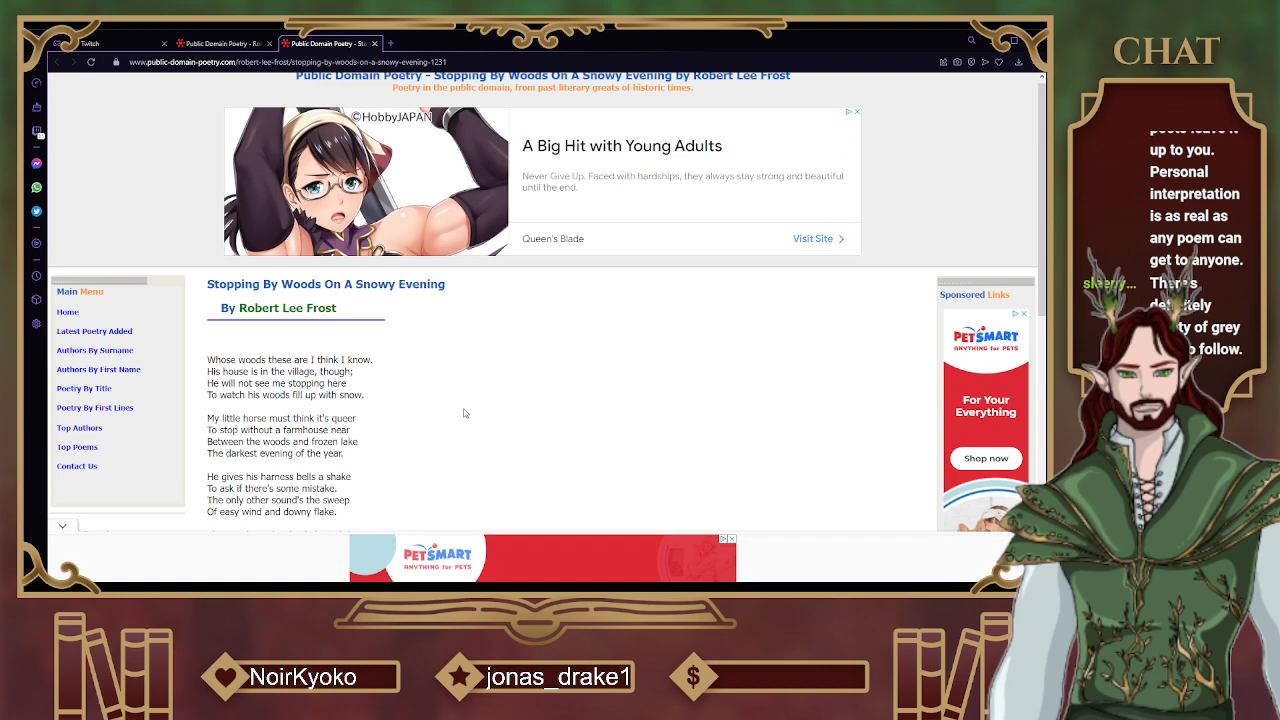 Twitch
Public Domain Poetry - Rol
Public Domain Poetry - Sto
www.public-domain-poetry.com/robert-lee-frost/stopping-by-woods-on-a-snowy-evening-1231
Public Domain Poetry - Stopping By Woods On A Snowy Evening by Robert Lee Frost
Poetry in the public domain, from past literary greats of historic times.
©HobbyJAPAN
A Big Hit with Young Adults
Never Give Up. Faced with hardships, they always stay strong and beautiful
until the end.
Queen's Blade
Visit Site
Main Menu
Home
Latest Poetry Added
Authors By Surname
Authors By First Name
Poetry By Title
Poetry By First Lines
Top Authors
Top Poems
Contact Us
Stopping By Woods On A Snowy Evening
By Robert Lee Frost
Whose woods these are I think I know.
His house is in the village, though;
He will not see me stopping here
To watch his woods fill up with snow.
My little horse must think it's queer
To stop without a farmhouse near
Between the woods and frozen lake
The darkest evening of the year.
He gives his harness bells a shake
To ask if there's some mistake.
The only other sound's the sweep
Of easy wind and downy flake.
Sponsored Links
PETSMART
ANYTHING for PETS
For Your
Everything
Shop now
PETSMART
ANYTHING for PETS
CHAT
up to you.
Personal
interpretation
is as real as
any poem can
get to anyone.
sleepy... There's
of grey
follow.
NoirKyoko
jonas_drake1
$